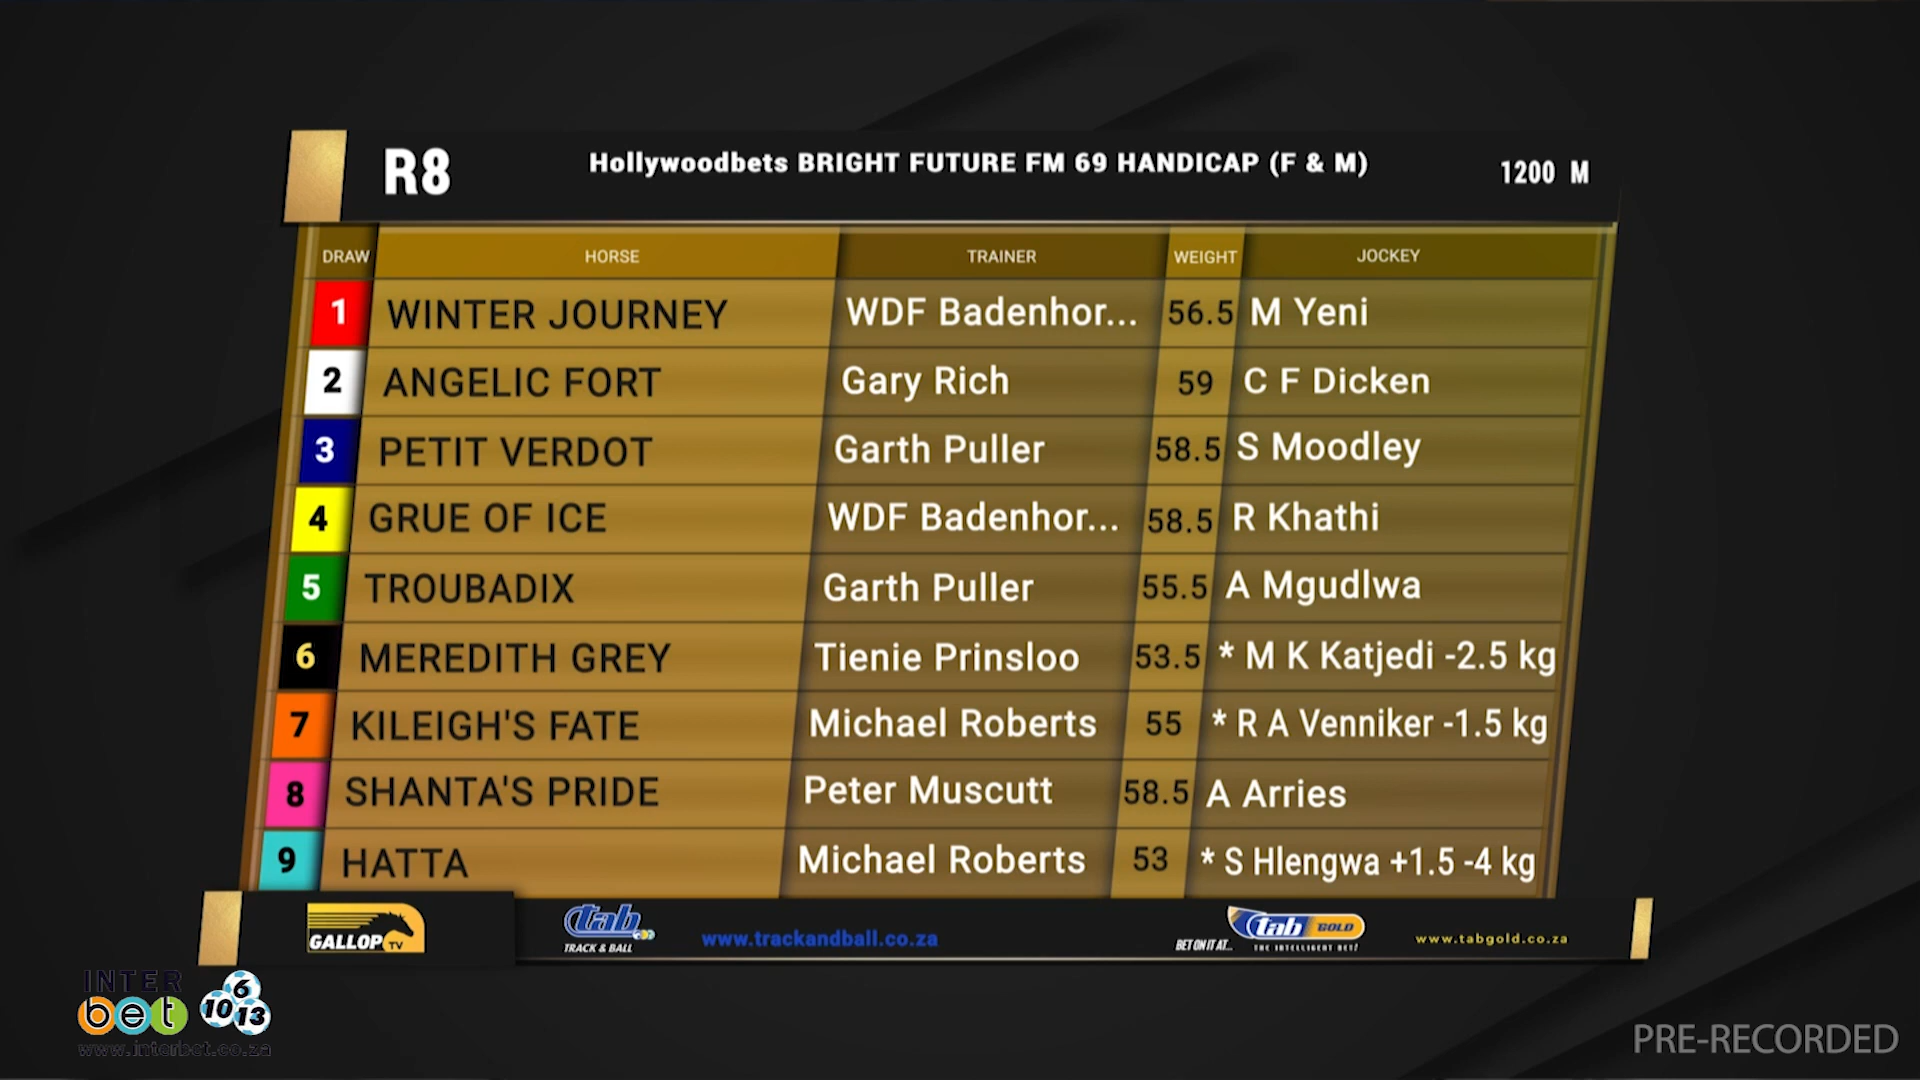 R8 Hollywoodbets BRIGHT FUTURE FM 69 HANDICAP (F & M) 1200 M
DRAW HORSE TRAINER WEIGHT JOCKEY
1 WINTER JOURNEY WDF Badenhor... 56.5 M Yeni
2 ANGELIC FORT Gary Rich 59 C F Dicken
3 PETIT VERDOT Garth Puller 58.5 S Moodley
4 GRUE OF ICE WDF Badenhor... 58.5 R Khathi
5 TROUBADIX Garth Puller 55.5 A Mgudlwa
6 MEREDITH GREY Tienie Prinsloo 53.5 * M K Katjedi -2.5 kg
7 KILEIGH'S FATE Michael Roberts 55 * R A Venniker -1.5 kg
8 SHANTA'S PRIDE Peter Muscutt 58.5 A Arries
9 HATTA Michael Roberts 53 * S Hlengwa +1.5 -4 kg
GALLOP TV
tab
TRACK & BALL
www.trackandball.co.za
BET ON IT AT...
tab GOLD
THE INTELLIGENT BET!
www.tabgold.co.za
INTER
bet
6
10 13
www.interbet.co.za
PRE-RECORDED